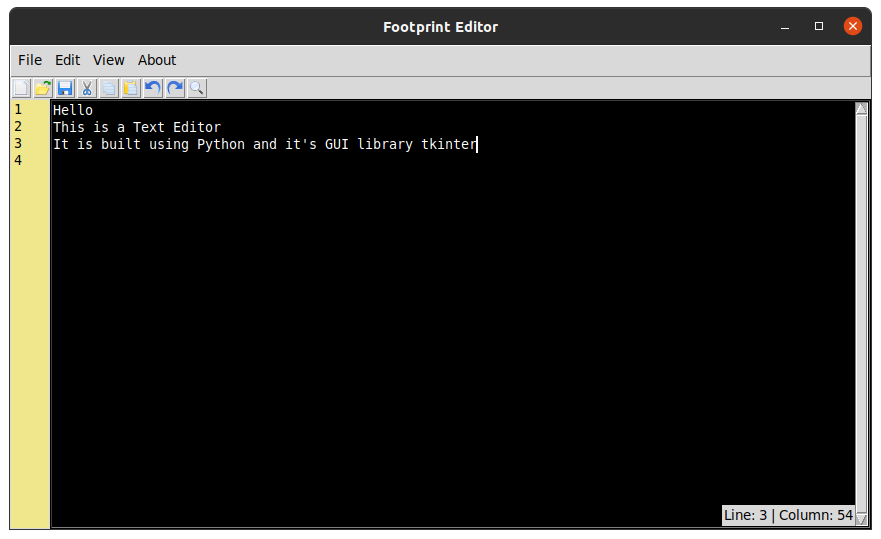 Footprint Editor
File Edit View About
1 Hello
2 This is a Text Editor
3 It is built using Python and it's GUI library tkinter
4
Line: 3 | Column: 54